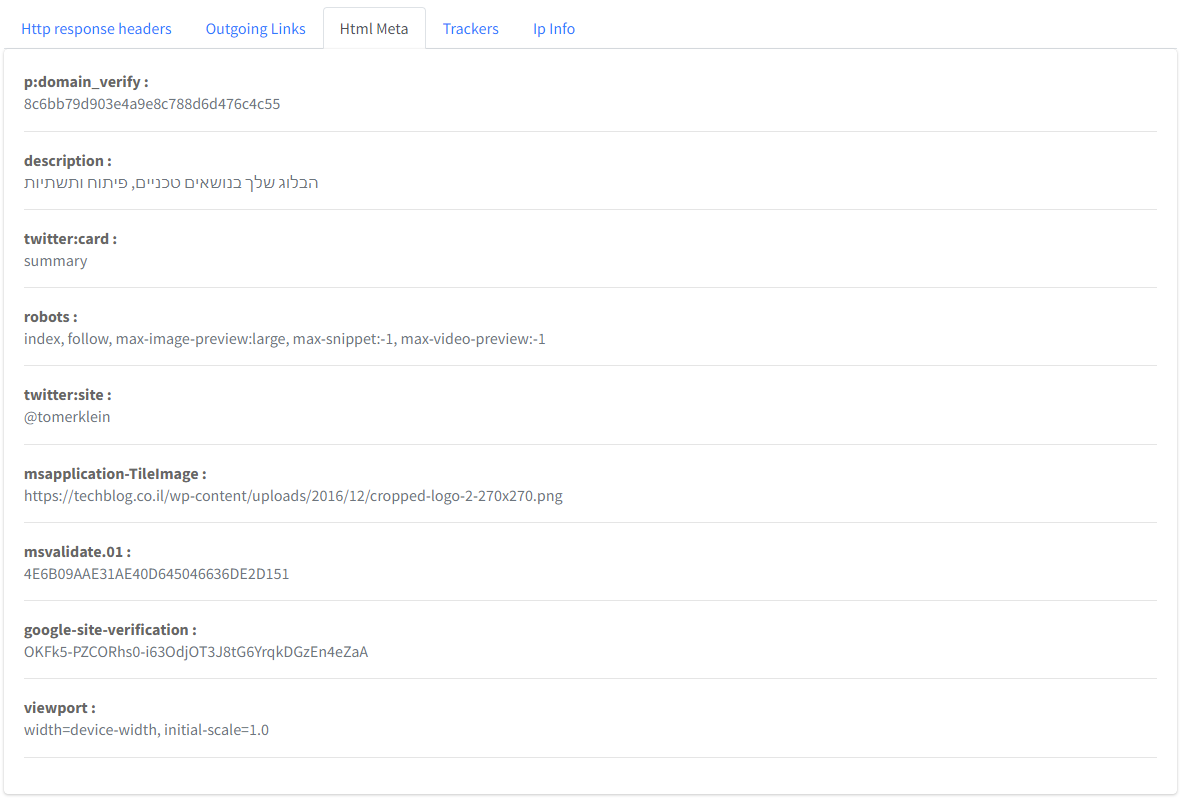 Http response headers Outgoing Links Html Meta Trackers Ip Info
p:domain_verify :
8c6bb79d903e4a9e8c788d6d476c4c55
description :
הבלוג שלך בנושאים טכניים, פיתוח ותשתיות
twitter:card :
summary
robots :
index, follow, max-image-preview:large, max-snippet:-1, max-video-preview:-1
twitter:site :
@tomerklein
msapplication-TileImage :
https://techblog.co.il/wp-content/uploads/2016/12/cropped-logo-2-270x270.png
msvalidate.01 :
4E6B09AAE31AE40D645046636DE2D151
google-site-verification :
OKFk5-PZCORhs0-i63OdjOT3J8tG6YrqkDGzEn4eZaA
viewport :
width=device-width, initial-scale=1.0